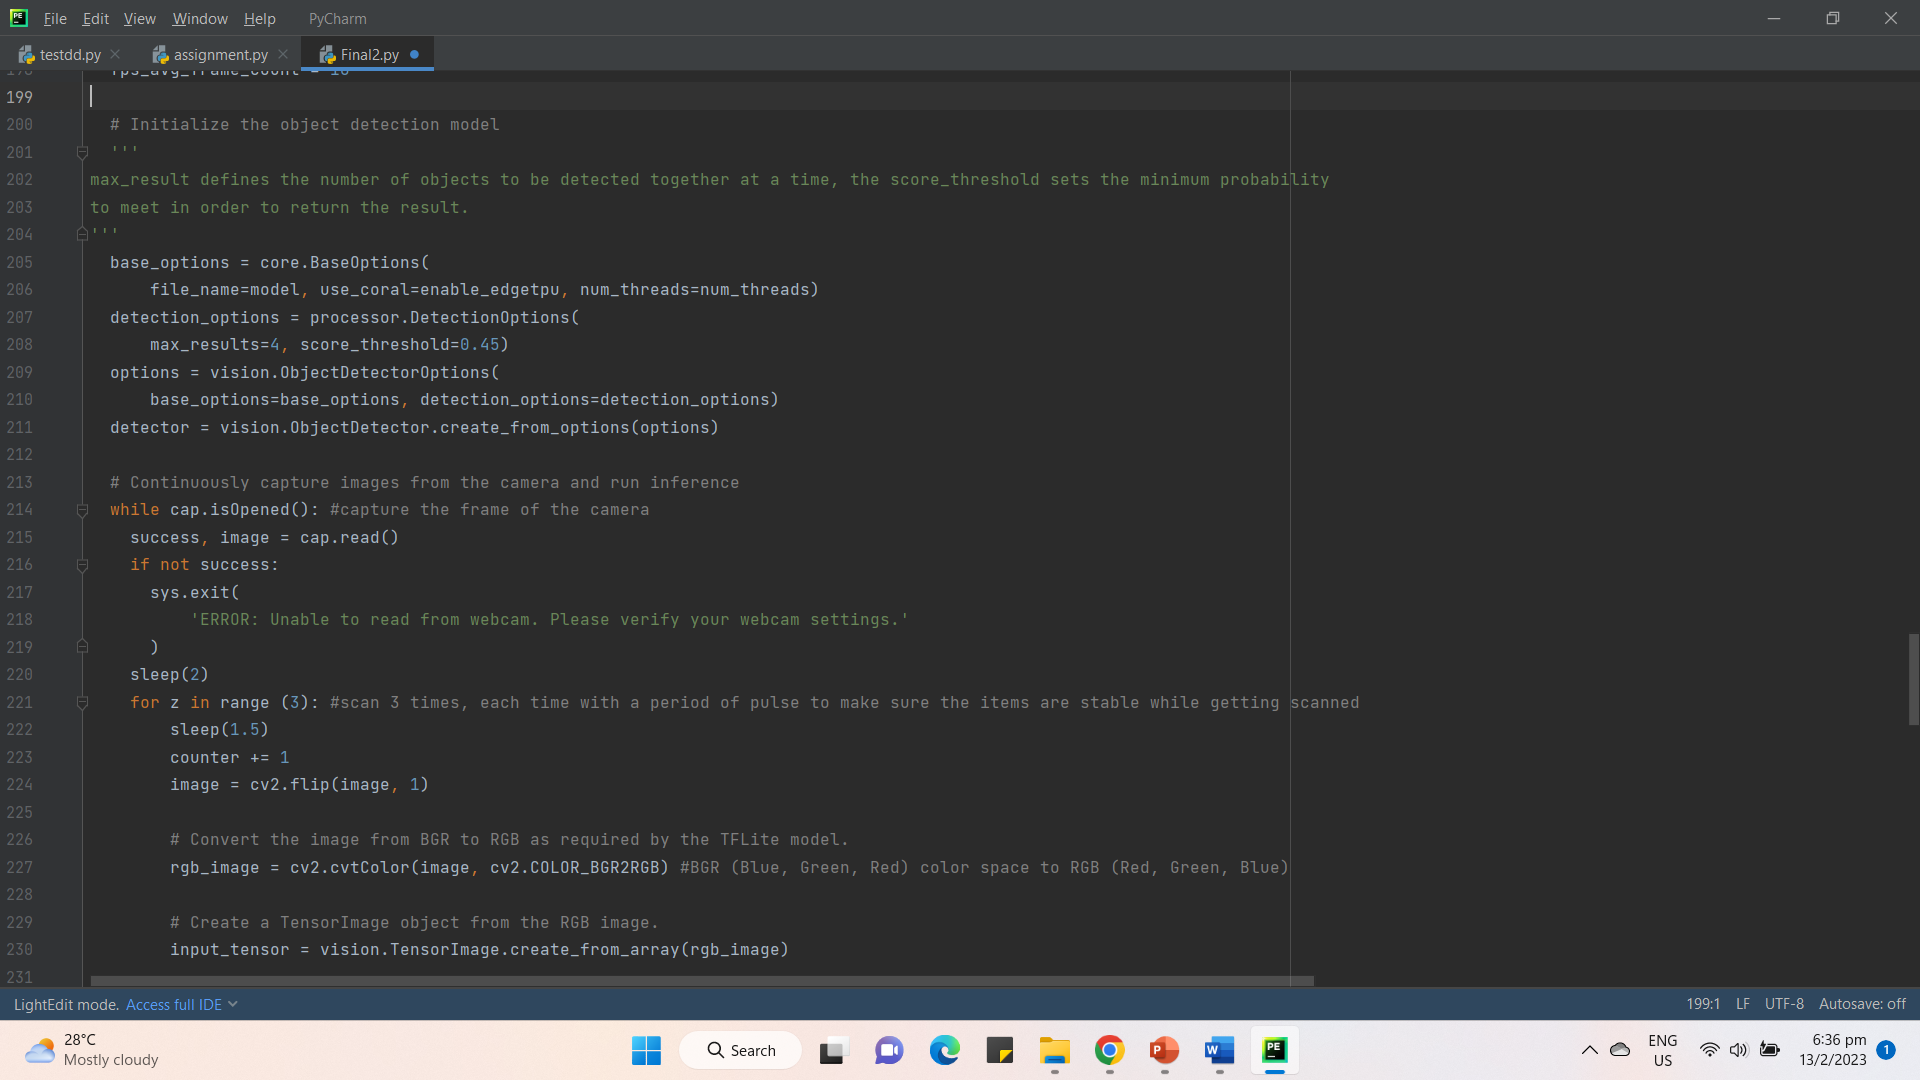 File Edit View Window Help PyCharm
testdd.py assignment.py Final2.py
198 fps_avg_frame_count = 10
199
200 # Initialize the object detection model
201 '''
202 max_result defines the number of objects to be detected together at a time, the score_threshold sets the minimum probability
203 to meet in order to return the result.
204 '''
205 base_options = core.BaseOptions(
206 file_name=model, use_coral=enable_edgetpu, num_threads=num_threads)
207 detection_options = processor.DetectionOptions(
208 max_results=4, score_threshold=0.45)
209 options = vision.ObjectDetectorOptions(
210 base_options=base_options, detection_options=detection_options)
211 detector = vision.ObjectDetector.create_from_options(options)
212
213 # Continuously capture images from the camera and run inference
214 while cap.isOpened(): #capture the frame of the camera
215 success, image = cap.read()
216 if not success:
217 sys.exit(
218 'ERROR: Unable to read from webcam. Please verify your webcam settings.'
219 )
220 sleep(2)
221 for z in range (3): #scan 3 times, each time with a period of pulse to make sure the items are stable while getting scanned
222 sleep(1.5)
223 counter += 1
224 image = cv2.flip(image, 1)
225
226 # Convert the image from BGR to RGB as required by the TFLite model.
227 rgb_image = cv2.cvtColor(image, cv2.COLOR_BGR2RGB) #BGR (Blue, Green, Red) color space to RGB (Red, Green, Blue)
228
229 # Create a TensorImage object from the RGB image.
230 input_tensor = vision.TensorImage.create_from_array(rgb_image)
231
LightEdit mode. Access full IDE 199:1 LF UTF-8 Autosave: off
28°C
Mostly cloudy
Search
ENG
US
6:36 pm
13/2/2023
1